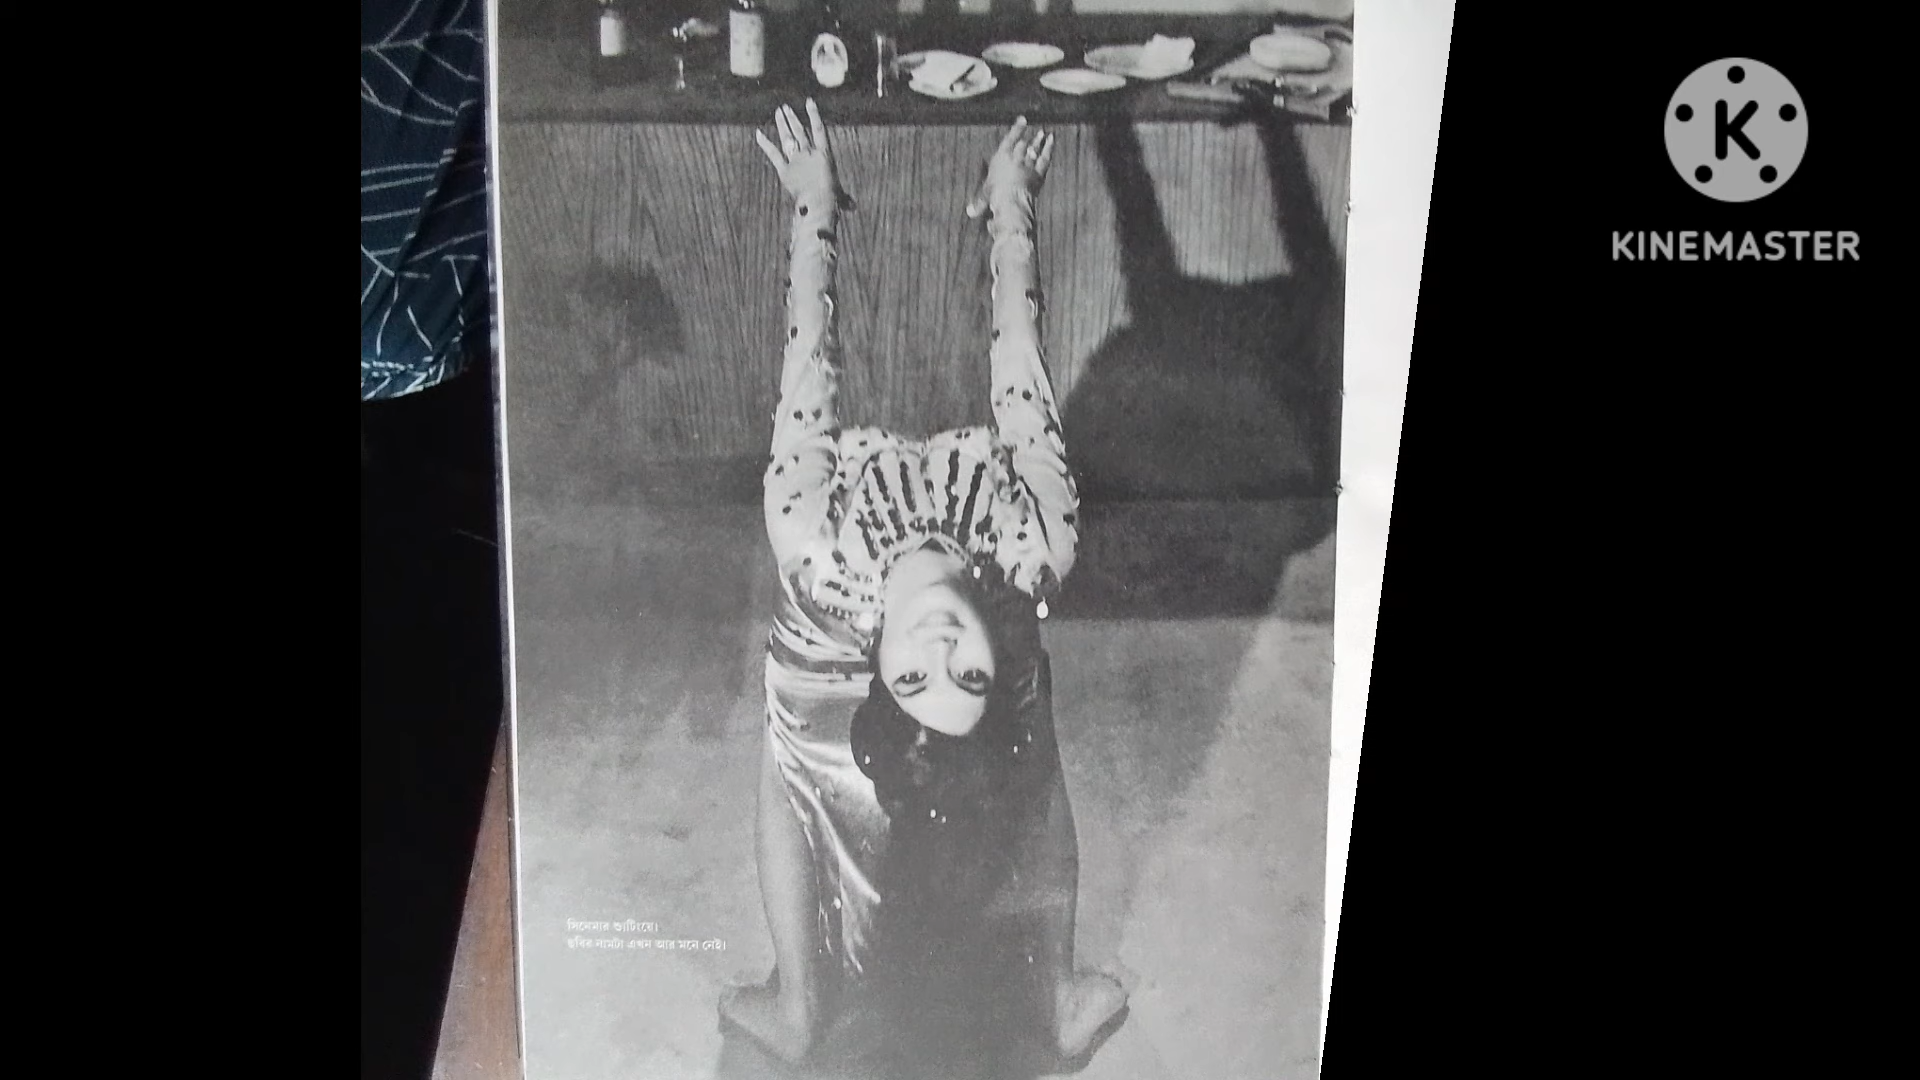 KINEMASTER
সিনেমার শ্যুটিংয়ে।
ছবির নামটা এখন আর মনে নেই।